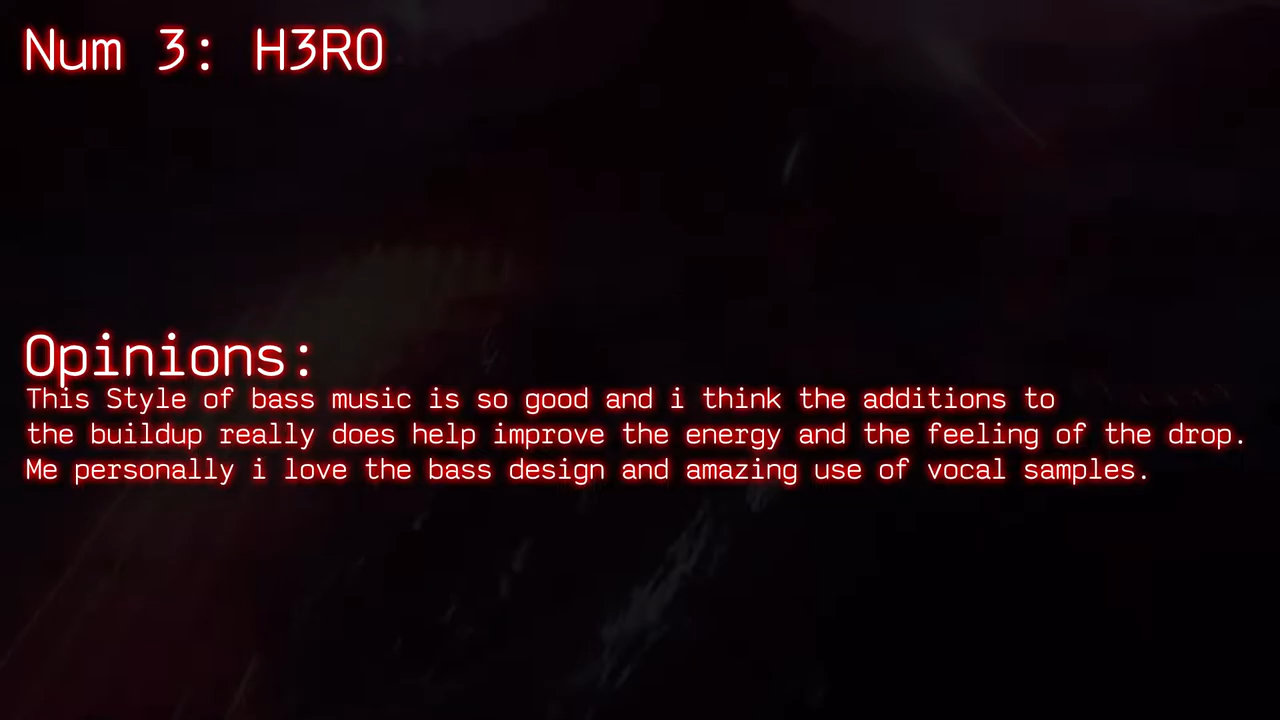 Num 3: H3RO
Opinions:
This Style of bass music is so good and i think the additions to
the buildup really does help improve the energy and the feeling of the drop.
Me personally i love the bass design and amazing use of vocal samples.